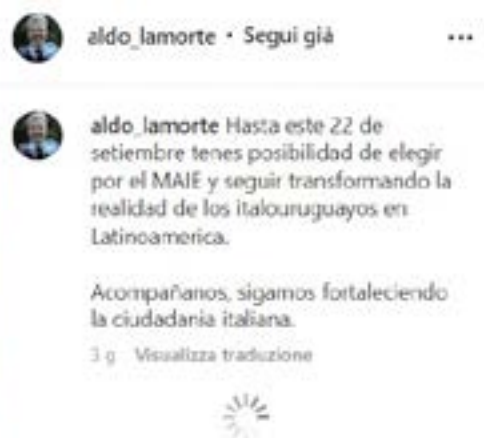 aldo_lamorte • Segui già
aldo_lamorte Hasta este 22 de
setiembre tenes posibilidad de elegir
por el MAIE y seguir transformando la
realidad de los italouruguayos en
Latinoamerica.
Acompañanos, sigamos fortaleciendo
la ciudadania italiana.
3 g Visualizza traduzione